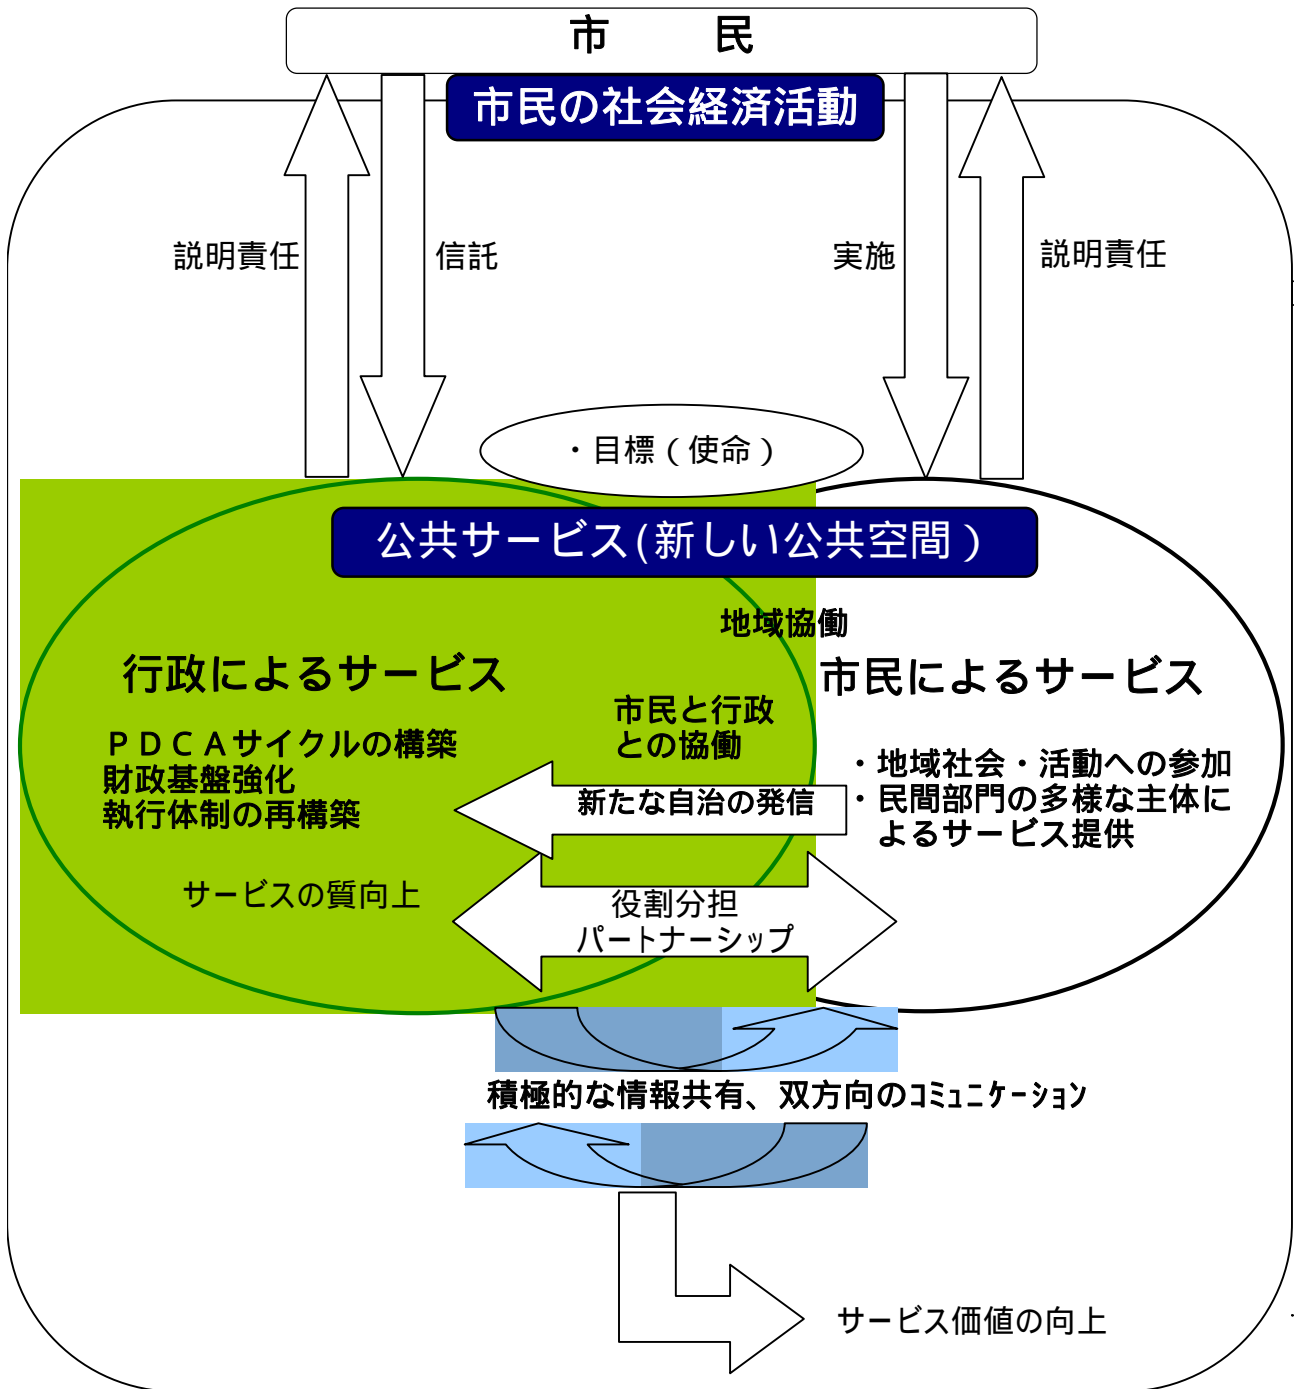 市　　民
市民の社会経済活動
説明責任
信託
実施
説明責任
・目標（使命）
公共サービス(新しい公共空間）
地域協働
行政によるサービス
市民によるサービス
市民と行政
との協働
ＰＤＣＡサイクルの構築
財政基盤強化
執行体制の再構築
・地域社会・活動への参加
・民間部門の多様な主体に
よるサービス提供
新たな自治の発信
サービスの質向上
役割分担
パートナーシップ
積極的な情報共有、双方向のｺﾐｭﾆｹｰｼｮﾝ
サービス価値の向上